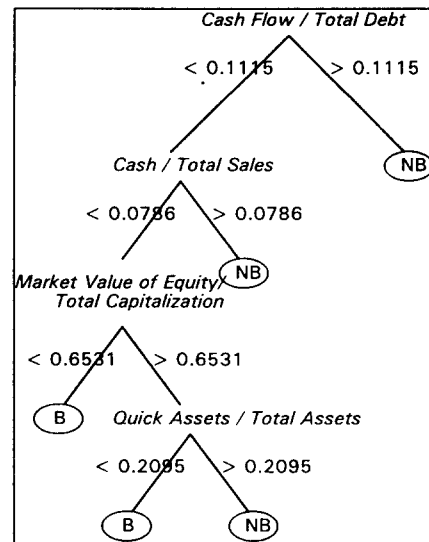 Cash Flow / Total Debt
< 0.1115 > 0.1115
Cash / Total Sales
NB
< 0.0786 > 0.0786
Market Value of Equity/
Total Capitalization
NB
< 0.6531 > 0.6531
B
Quick Assets / Total Assets
< 0.2095 > 0.2095
B
NB